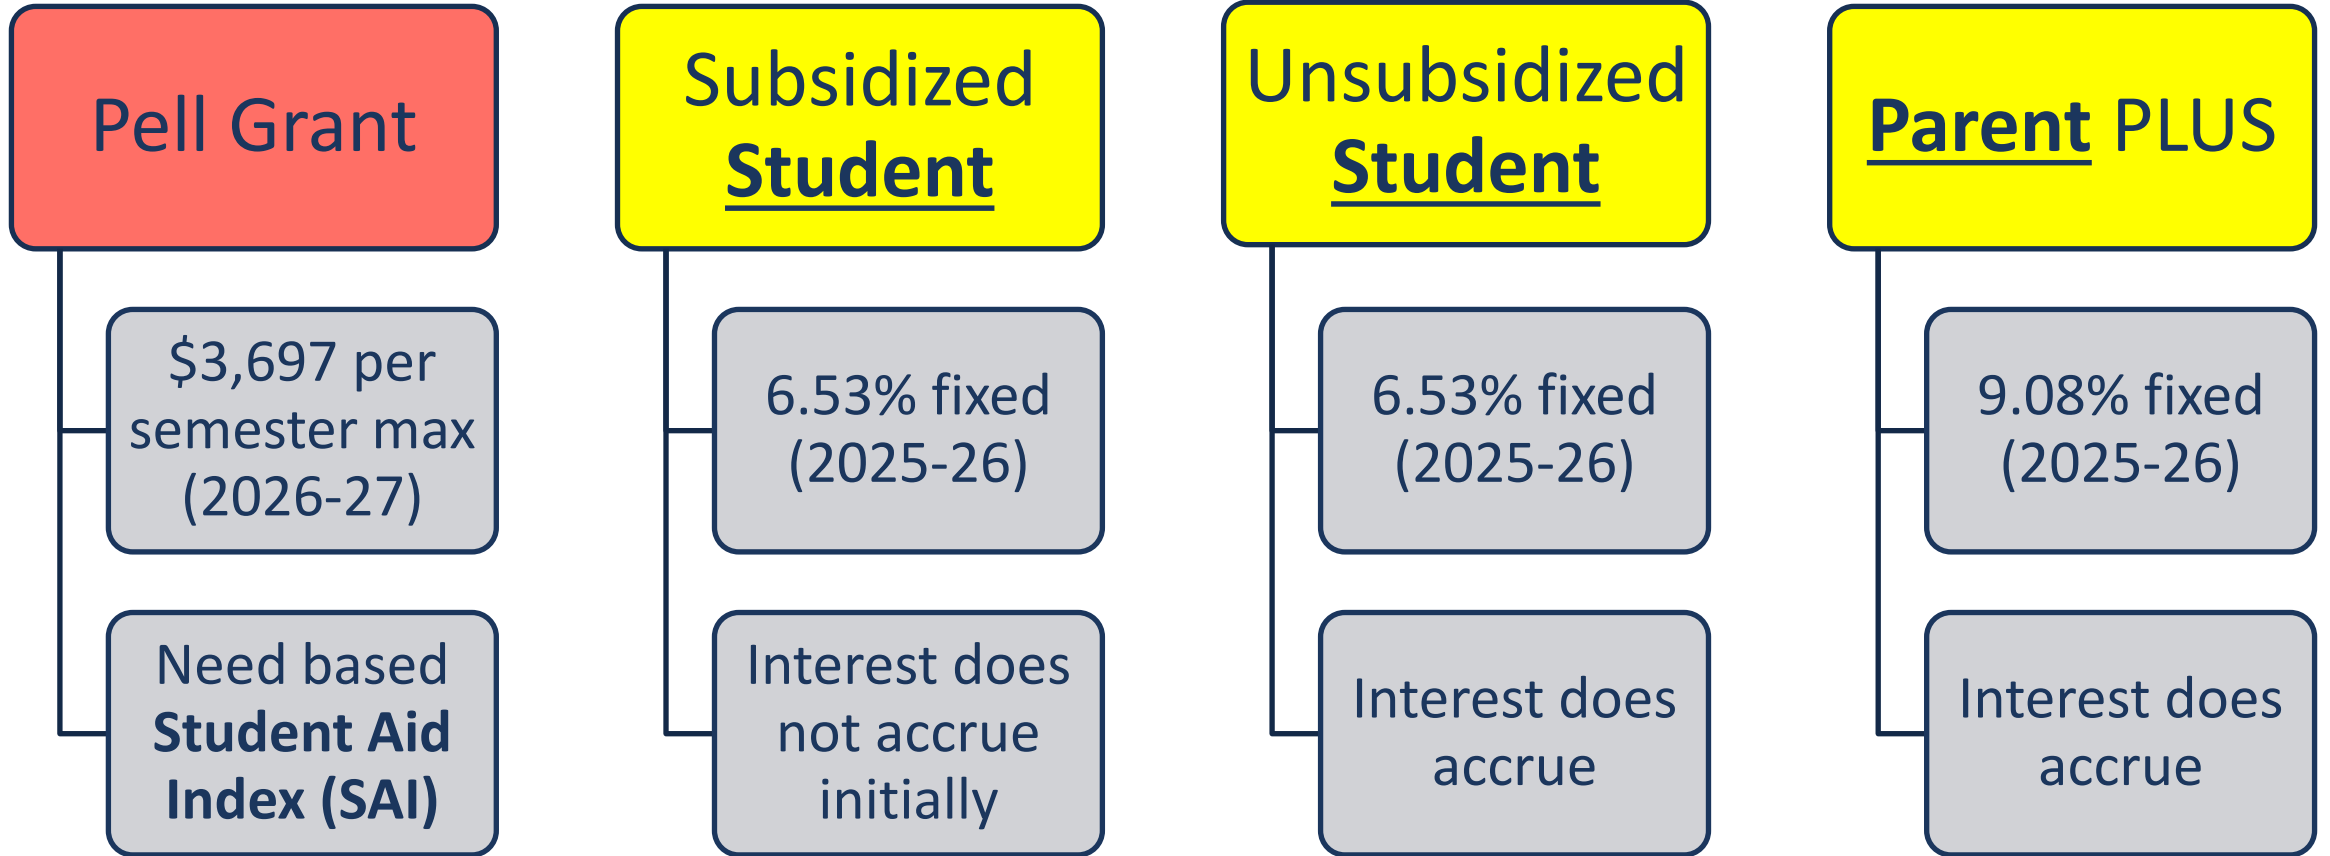 Pell Grant
$3,697 per
semester max
(2026-27)
Need based
Student Aid
Index (SAI)
Subsidized
Student
6.53% fixed
(2025-26)
Interest does
not accrue
initially
Unsubsidized
Student
6.53% fixed
(2025-26)
Interest does
accrue
Parent PLUS
9.08% fixed
(2025-26)
Interest does
accrue